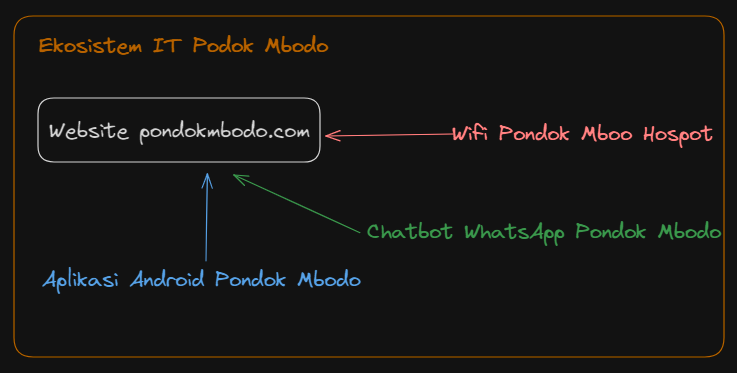 Ekosistem IT Podok Mbodo
Website pondokmbodo.com
Wifi Pondok Mboo Hospot
Chatbot WhatsApp Pondok Mbodo
Aplikasi Android Pondok Mbodo